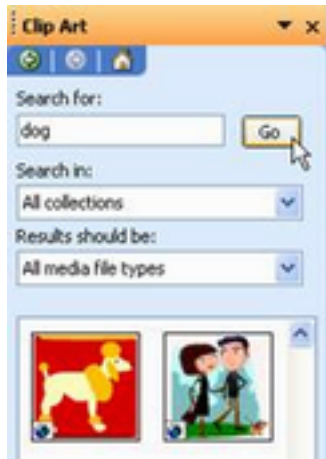 Clip Art
Search for:
dog
Go
Search in:
All collections
Results should be:
All media file types